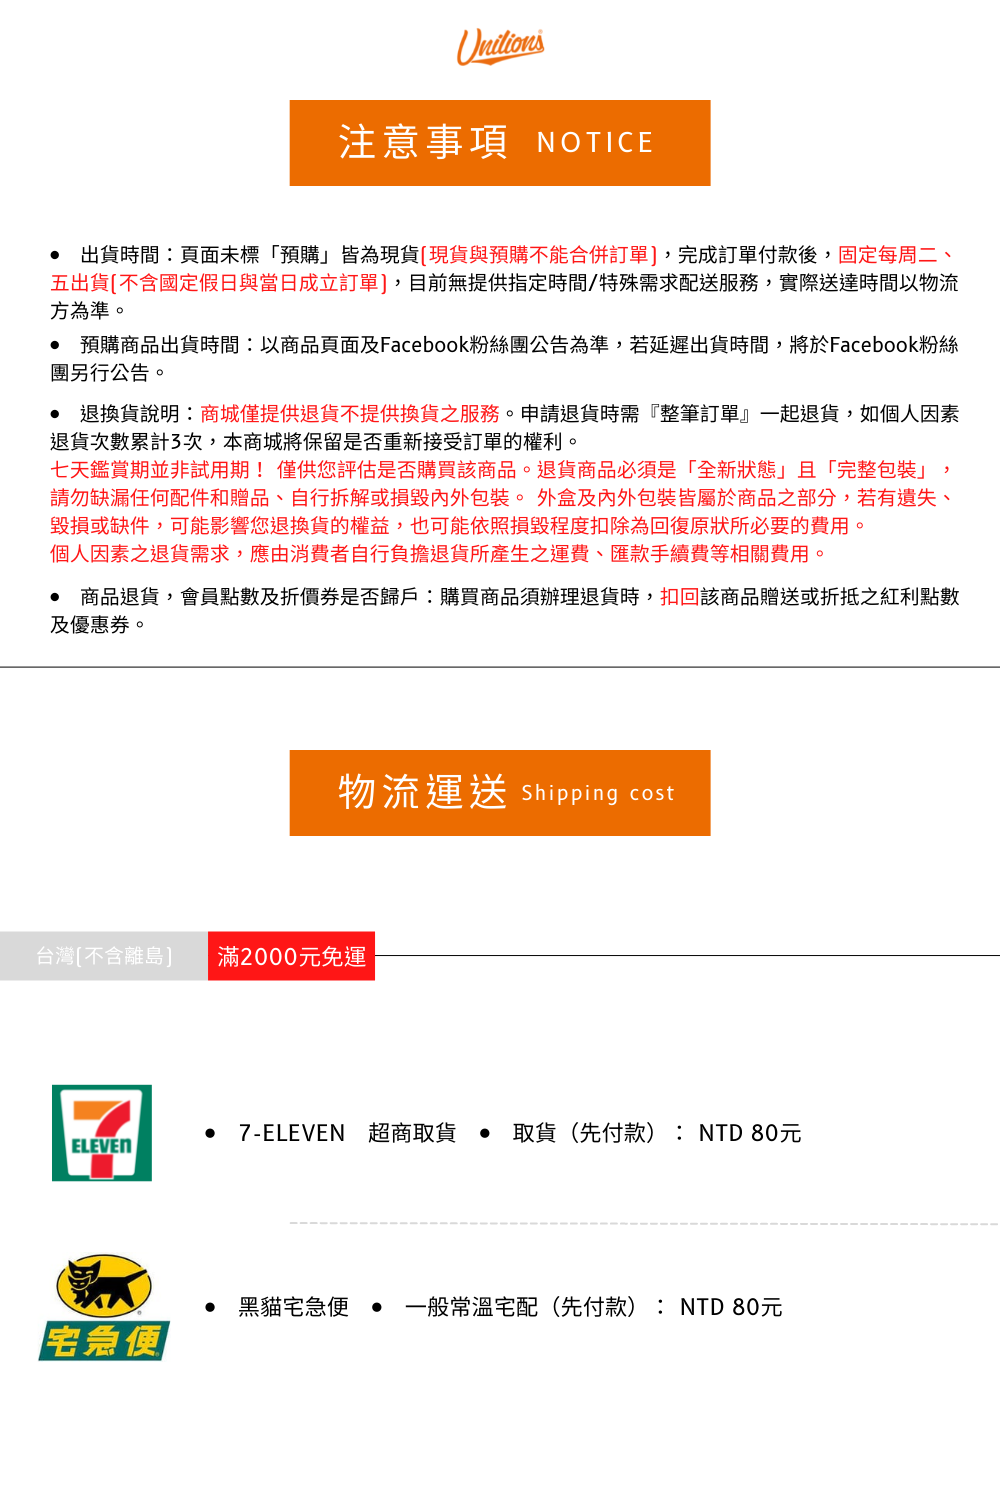 Unilions
注意事項 NOTICE
● 出貨時間：頁面未標「預購」皆為現貨(現貨與預購不能合併訂單)，完成訂單付款後，固定每周二、
五出貨(不含國定假日與當日成立訂單)，目前無提供指定時間/特殊需求配送服務，實際送達時間以物流
方為準。
● 預購商品出貨時間：以商品頁面及Facebook粉絲團公告為準，若延遲出貨時間，將於Facebook粉絲
團另行公告。
● 退換貨說明：商城僅提供退貨不提供換貨之服務。申請退貨時需『整筆訂單』一起退貨，如個人因素
退貨次數累計3次，本商城將保留是否重新接受訂單的權利。
七天鑑賞期並非試用期！ 僅供您評估是否購買該商品。退貨商品必須是「全新狀態」且「完整包裝」，
請勿缺漏任何配件和贈品、自行拆解或損毀內外包裝。 外盒及內外包裝皆屬於商品之部分，若有遺失、
毀損或缺件，可能影響您退換貨的權益，也可能依照損毀程度扣除為回復原狀所必要的費用。
個人因素之退貨需求，應由消費者自行負擔退貨所產生之運費、匯款手續費等相關費用。
● 商品退貨，會員點數及折價券是否歸戶：購買商品須辦理退貨時，扣回該商品贈送或折抵之紅利點數
及優惠券。
物流運送 Shipping cost
台灣(不含離島) 滿2000元免運
7 ELEVEN
● 7-ELEVEN 超商取貨 ● 取貨（先付款）： NTD 80元
宅急便
● 黑貓宅急便 ● 一般常溫宅配（先付款）： NTD 80元